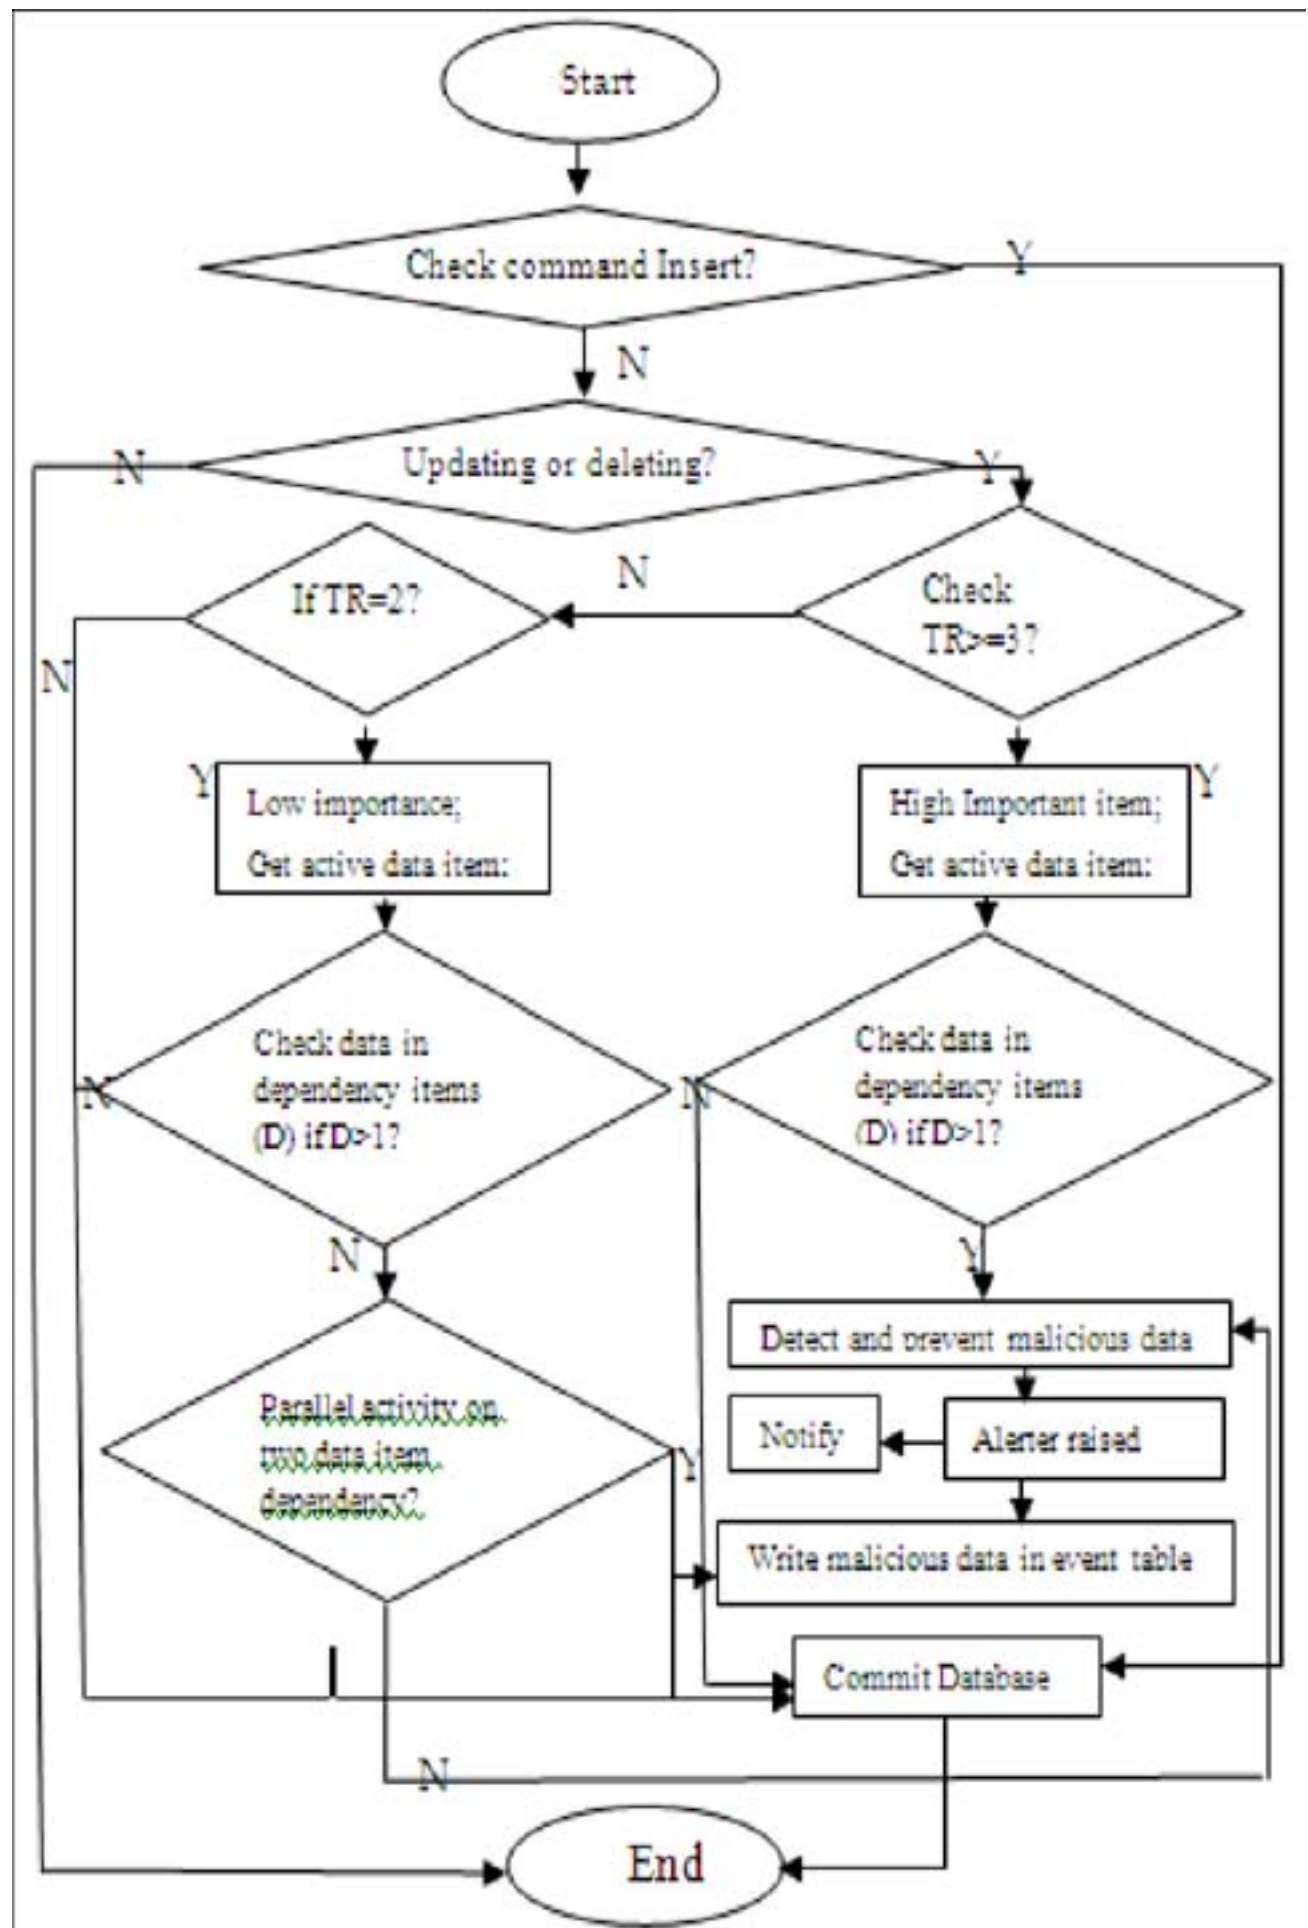 Start
Check command Insert?
Y
N
Updating or deleting?
N
Y
If TR=2?
N
Check
TR>=3?
N
Y
Low importance;
Get active data item:
High Important item;
Get active data item:
Y
Check data in
dependency items
(D) if D>1?
N
Check data in
dependency items
(D) if D>1?
N
N
Y
Detect and prevent malicious data
Parallel activity on
two data item
dependency?
Y
Notify
Alerter raised
Write malicious data in event table
Commit Database
N
End